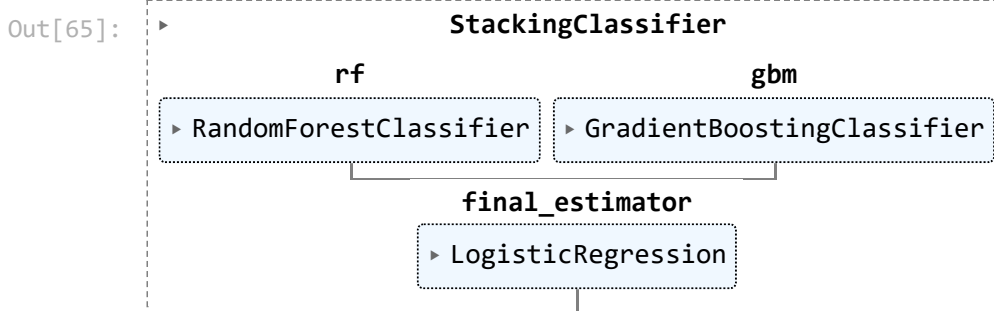 Out[65]:
StackingClassifier
rf gbm
RandomForestClassifier GradientBoostingClassifier
final_estimator
LogisticRegression